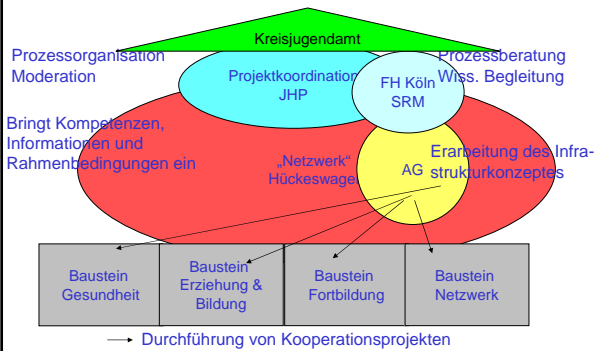 Kreisjugendamt
Prozessorganisation
Moderation
Projektkoordination
JHP
FH Köln
SRM
Prozessberatung
Wiss. Begleitung
Bringt Kompetenzen,
Informationen und
Rahmenbedingungen ein
„Netzwerk“
Hückeswagen
AG
Erarbeitung des Infra-
strukturkonzeptes
Baustein
Gesundheit
Baustein
Erziehung &
Bildung
Baustein
Fortbildung
Baustein
Netzwerk
Durchführung von Kooperationsprojekten